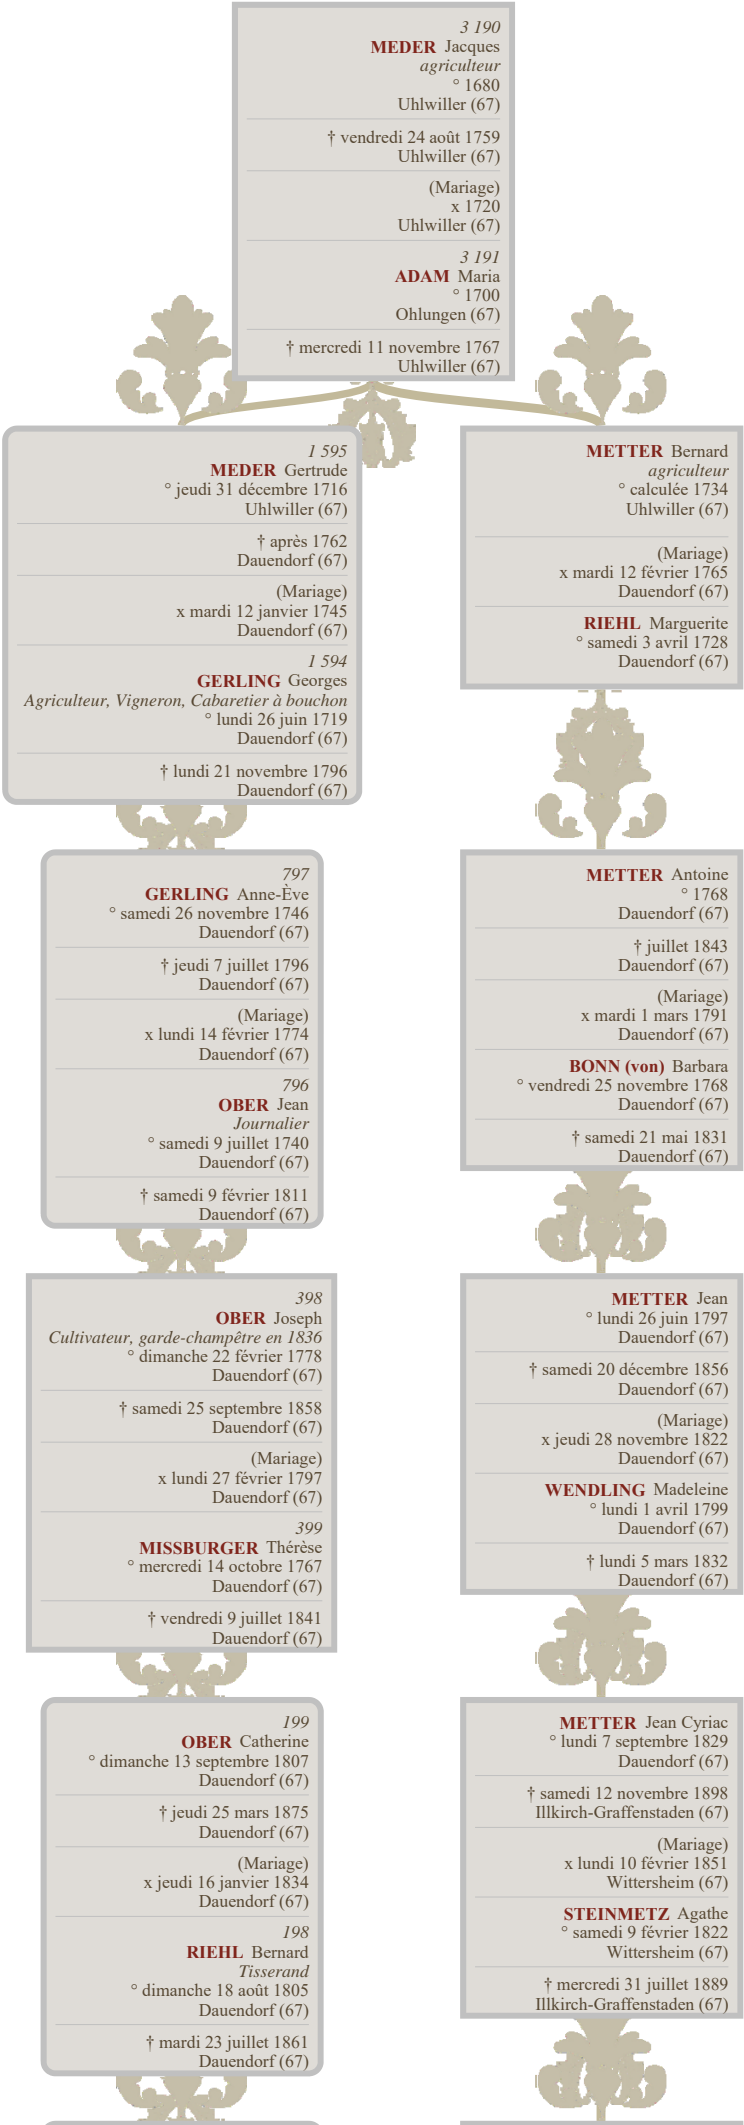 3 190
MEDER Jacques
agriculteur
° 1680
Uhlwiller (67)
† vendredi 24 août 1759
Uhlwiller (67)
(Mariage)
x 1720
Uhlwiller (67)
3 191
ADAM Maria
° 1700
Ohlungen (67)
† mercredi 11 novembre 1767
Uhlwiller (67)
1 595
MEDER Gertrude
° jeudi 31 décembre 1716
Uhlwiller (67)
† après 1762
Dauendorf (67)
(Mariage)
x mardi 12 janvier 1745
Dauendorf (67)
1 594
GERLING Georges
Agriculteur, Vigneron, Cabaretier à bouchon
° lundi 26 juin 1719
Dauendorf (67)
† lundi 21 novembre 1796
Dauendorf (67)
METTER Bernard
agriculteur
° calculée 1734
Uhlwiller (67)
(Mariage)
x mardi 12 février 1765
Dauendorf (67)
RIEHL Marguerite
° samedi 3 avril 1728
Dauendorf (67)
797
GERLING Anne-Ève
° samedi 26 novembre 1746
Dauendorf (67)
† jeudi 7 juillet 1796
Dauendorf (67)
(Mariage)
x lundi 14 février 1774
Dauendorf (67)
796
OBER Jean
Journalier
° samedi 9 juillet 1740
Dauendorf (67)
† samedi 9 février 1811
Dauendorf (67)
METTER Antoine
° 1768
Dauendorf (67)
† juillet 1843
Dauendorf (67)
(Mariage)
x mardi 1 mars 1791
Dauendorf (67)
BONN (von) Barbara
° vendredi 25 novembre 1768
Dauendorf (67)
† samedi 21 mai 1831
Dauendorf (67)
398
OBER Joseph
Cultivateur, garde-champêtre en 1836
° dimanche 22 février 1778
Dauendorf (67)
† samedi 25 septembre 1858
Dauendorf (67)
(Mariage)
x lundi 27 février 1797
Dauendorf (67)
399
MISSBURGER Thérèse
° mercredi 14 octobre 1767
Dauendorf (67)
† vendredi 9 juillet 1841
Dauendorf (67)
METTER Jean
° lundi 26 juin 1797
Dauendorf (67)
† samedi 20 décembre 1856
Dauendorf (67)
(Mariage)
x jeudi 28 novembre 1822
Dauendorf (67)
WENDLING Madeleine
° lundi 1 avril 1799
Dauendorf (67)
† lundi 5 mars 1832
Dauendorf (67)
199
OBER Catherine
° dimanche 13 septembre 1807
Dauendorf (67)
† jeudi 25 mars 1875
Dauendorf (67)
(Mariage)
x jeudi 16 janvier 1834
Dauendorf (67)
198
RIEHL Bernard
Tisserand
° dimanche 18 août 1805
Dauendorf (67)
† mardi 23 juillet 1861
Dauendorf (67)
METTER Jean Cyriac
° lundi 7 septembre 1829
Dauendorf (67)
† samedi 12 novembre 1898
Illkirch-Graffenstaden (67)
(Mariage)
x lundi 10 février 1851
Wittersheim (67)
STEINMETZ Agathe
° samedi 9 février 1822
Wittersheim (67)
† mercredi 31 juillet 1889
Illkirch-Graffenstaden (67)